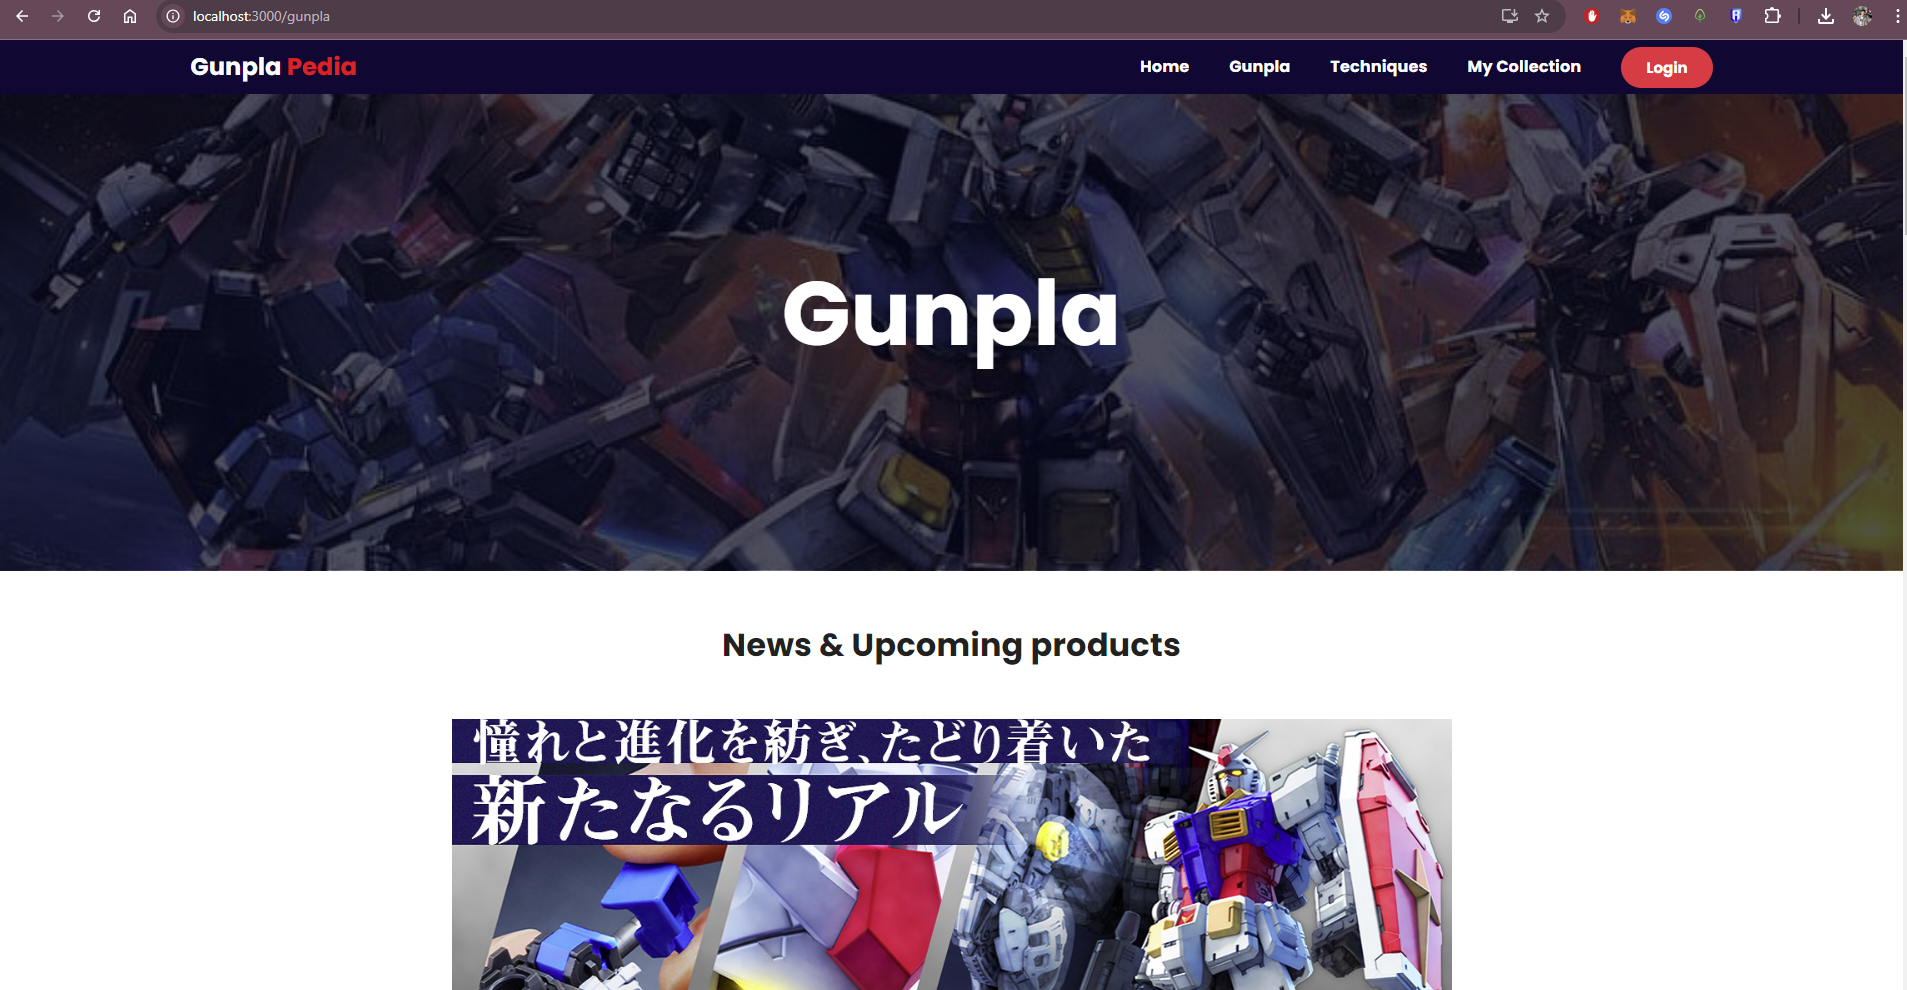 localhost:3000/gunpla
Gunpla Pedia
Home
Gunpla
Techniques
My Collection
Login
Gunpla
News & Upcoming products
憧れと進化を紡ぎ、たどり着いた
新たなるリアル